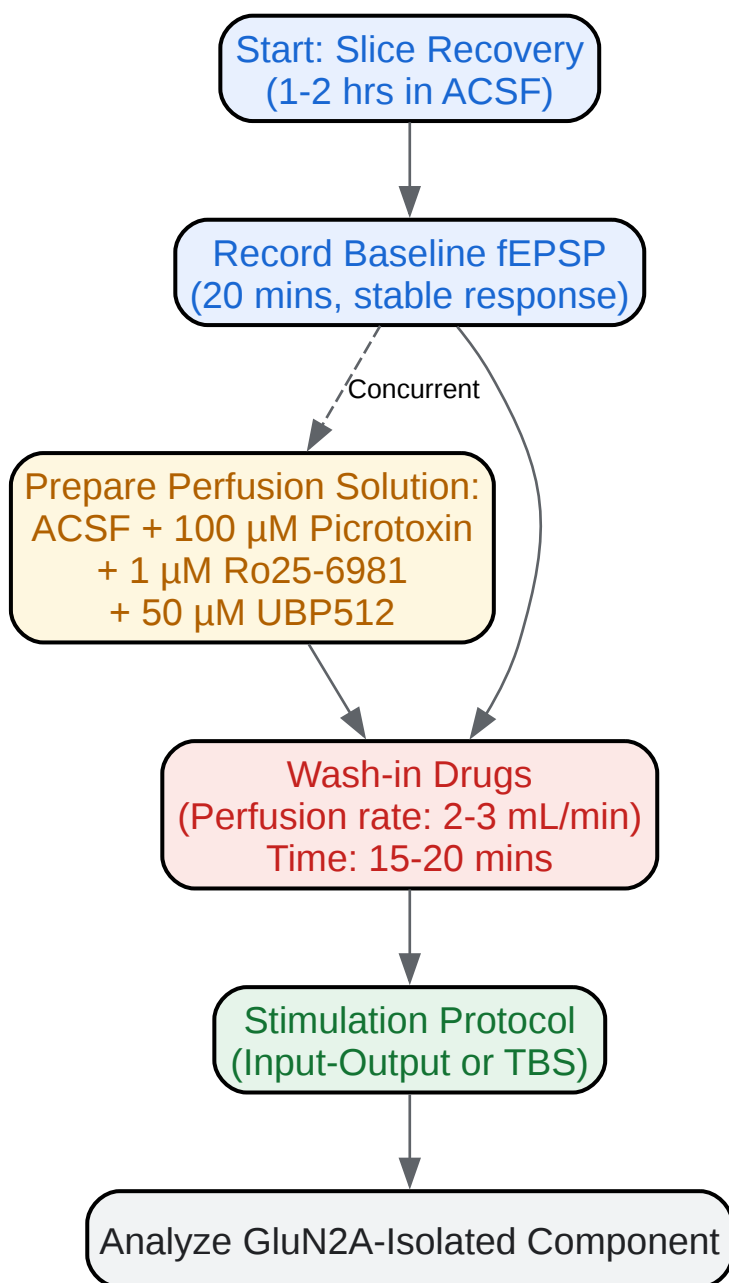 Start: Slice Recovery
(1-2 hrs in ACSF)
Record Baseline fEPSP
(20 mins, stable response)
Concurrent
Prepare Perfusion Solution:
ACSF + 100 µM Picrotoxin
+ 1 µM Ro25-6981
+ 50 µM UBP512
Wash-in Drugs
(Perfusion rate: 2-3 mL/min)
Time: 15-20 mins
Stimulation Protocol
(Input-Output or TBS)
Analyze GluN2A-Isolated Component